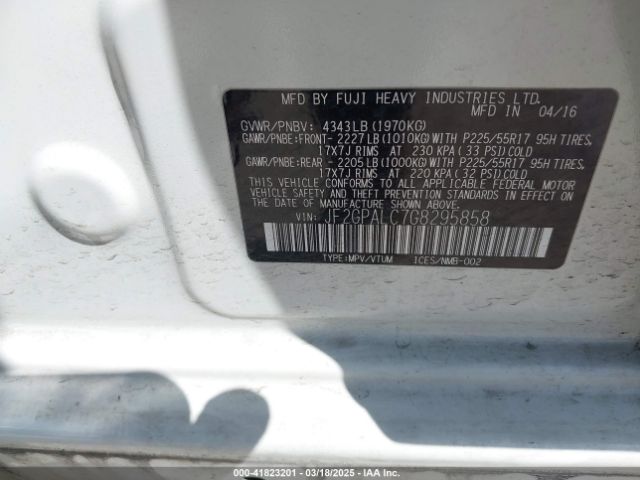 MFD BY FUJI HEAVY INDUSTRIES LTD.
MFD IN 04/16
GVWR/PNBV: 4343LB(1970KG)
GAWR/PNBE:FRONT- 2227LB(1010KG)WITH P225/55R17 95H TIRES,
17X7J RIMS AT 230 KPA(33 PSI)COLD
GAWR/PNBE:REAR - 2205LB(1000KG)WITH P225/55R17 95H TIRES,
17X7J RIMS AT 220 KPA(32 PSI)COLD
THIS VEHICLE CONFORMS TO ALL APPLICABLE FEDERAL MOTOR
VEHICLE SAFETY AND THEFT PREVENTION STANDARDS IN EFFECT ON
THE DATE OF MANUFACTURE SHOWN ABOVE.
VIN: JF2GPALC7G8295858
TYPE:MPV/VTUM ICES/NMB-002
00-41823201 - 03/18/2025 - IAA, Inc.